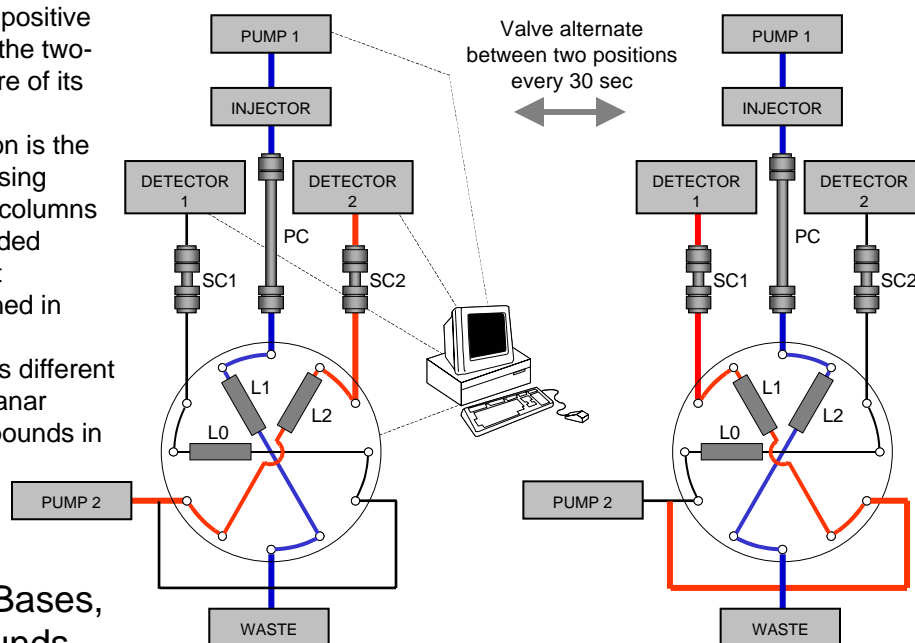 positive
the two-
re of its
on is the
sing
columns
ded
t
ned in
s different
anar
pounds in
Bases,
unds
PUMP 1
INJECTOR
DETECTOR
1
DETECTOR
2
PC
SC1
SC2
L1
L2
L0
PUMP 2
WASTE
Valve alternate
between two positions
every 30 sec
PUMP 1
INJECTOR
DETECTOR
1
DETECTOR
2
PC
SC1
SC2
L1
L2
L0
PUMP 2
WASTE